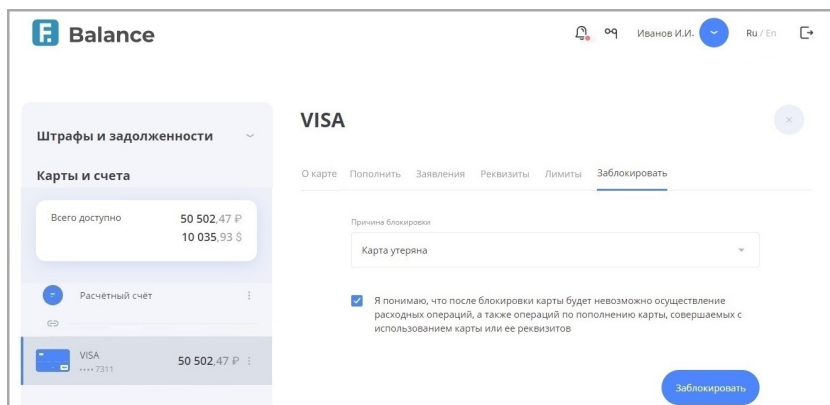 F. Balance
Иванов И.И.
Ru / En
Штрафы и задолженности
Карты и счета
Всего доступно 50 502,47 ₽
10 035,93 $
Расчётный счёт
VISA 50 502,47 ₽
•••• 7311
VISA
О карте Пополнить Заявления Реквизиты Лимиты Заблокировать
Причина блокировки
Карта утеряна
Я понимаю, что после блокировки карты будет невозможно осуществление
расходных операций, а также операций по пополнению карты, совершаемых с
использованием карты или ее реквизитов
Заблокировать